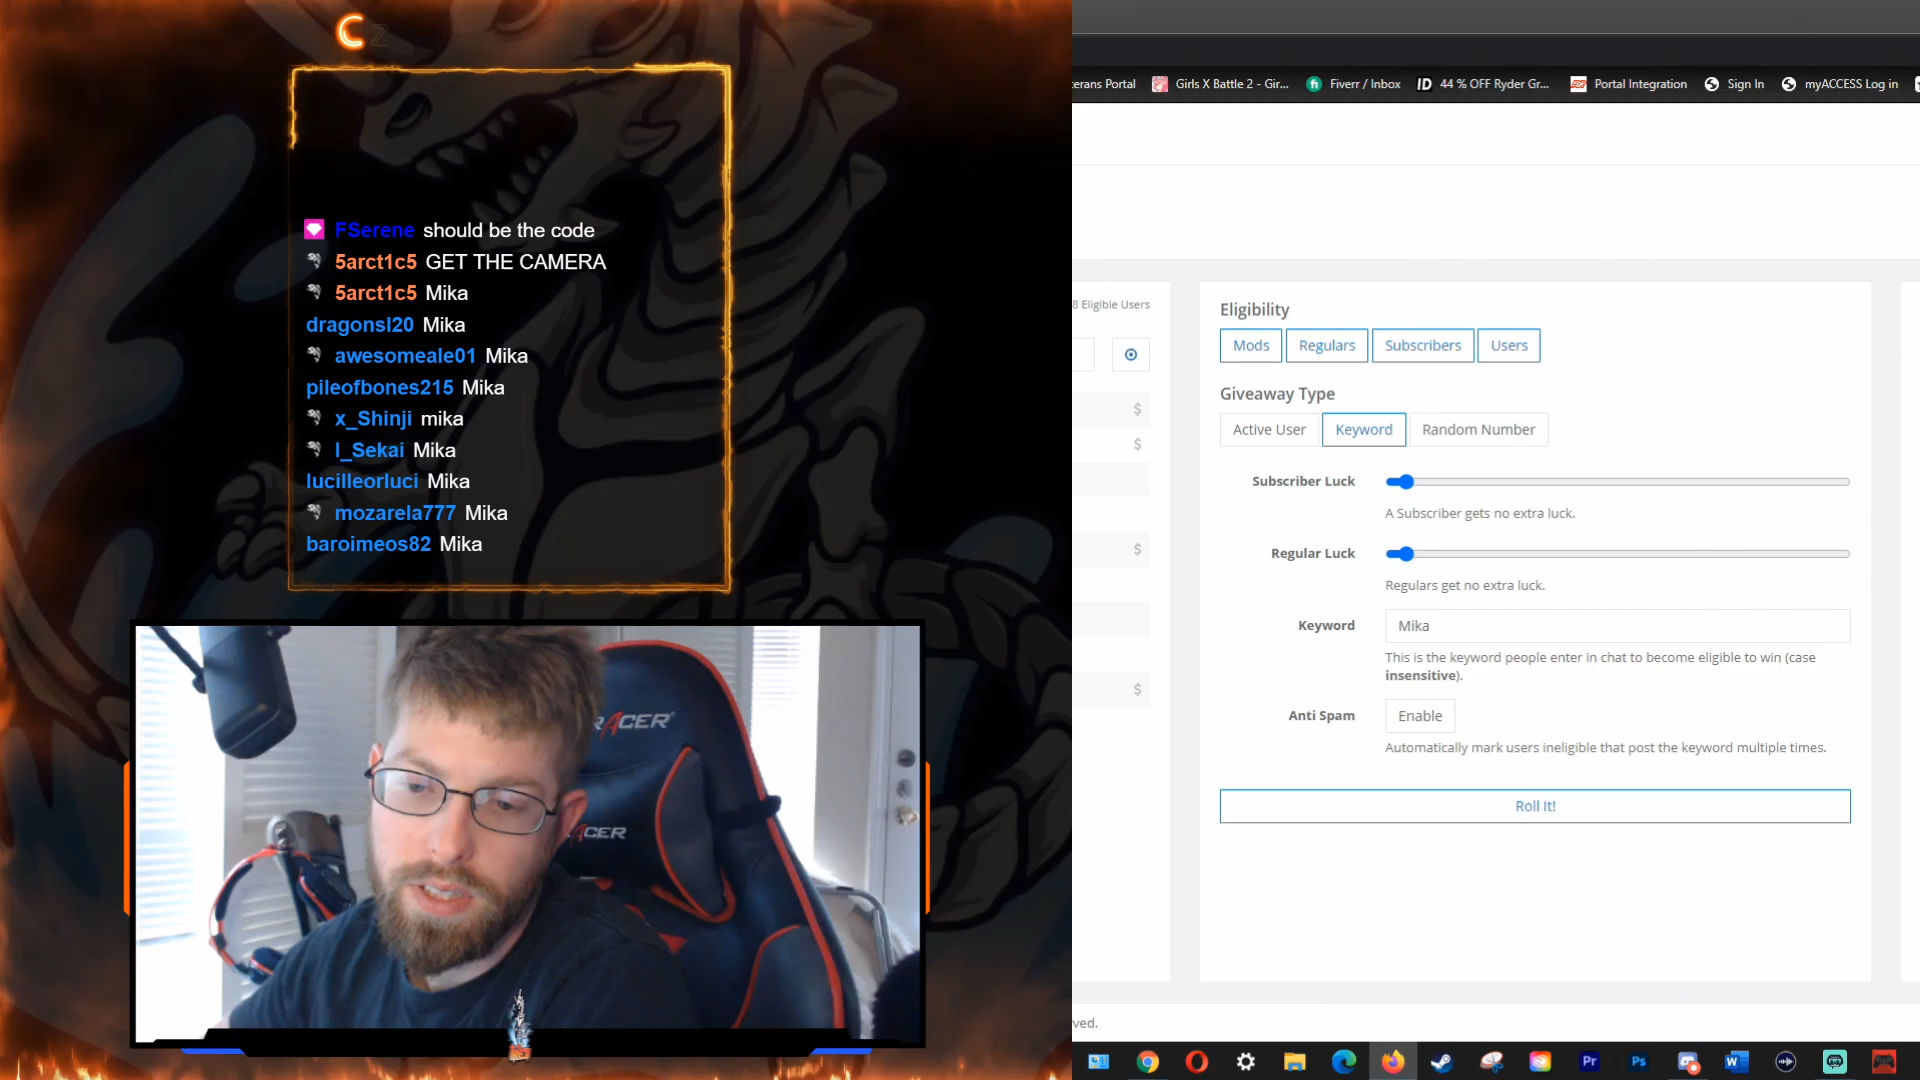 C z
FSerene should be the code
5arct1c5 GET THE CAMERA
5arct1c5 Mika
dragonsl20 Mika
awesomeale01 Mika
pileofbones215 Mika
x_Shinji mika
I_Sekai Mika
lucilleorluci Mika
mozarela777 Mika
baroimeos82 Mika
RACER
ACER
terans Portal
Girls X Battle 2 - Gir...
fi Fiverr / Inbox
ID 44 % OFF Ryder Gr...
ADP Portal Integration
Sign In
myACCESS Log in
8 Eligible Users
$
$
$
$
Eligibility
Mods Regulars Subscribers Users
Giveaway Type
Active User Keyword Random Number
Subscriber Luck
A Subscriber gets no extra luck.
Regular Luck
Regulars get no extra luck.
Keyword Mika
This is the keyword people enter in chat to become eligible to win (case
insensitive).
Anti Spam Enable
Automatically mark users ineligible that post the keyword multiple times.
Roll It!
ved.
Pr Ps W